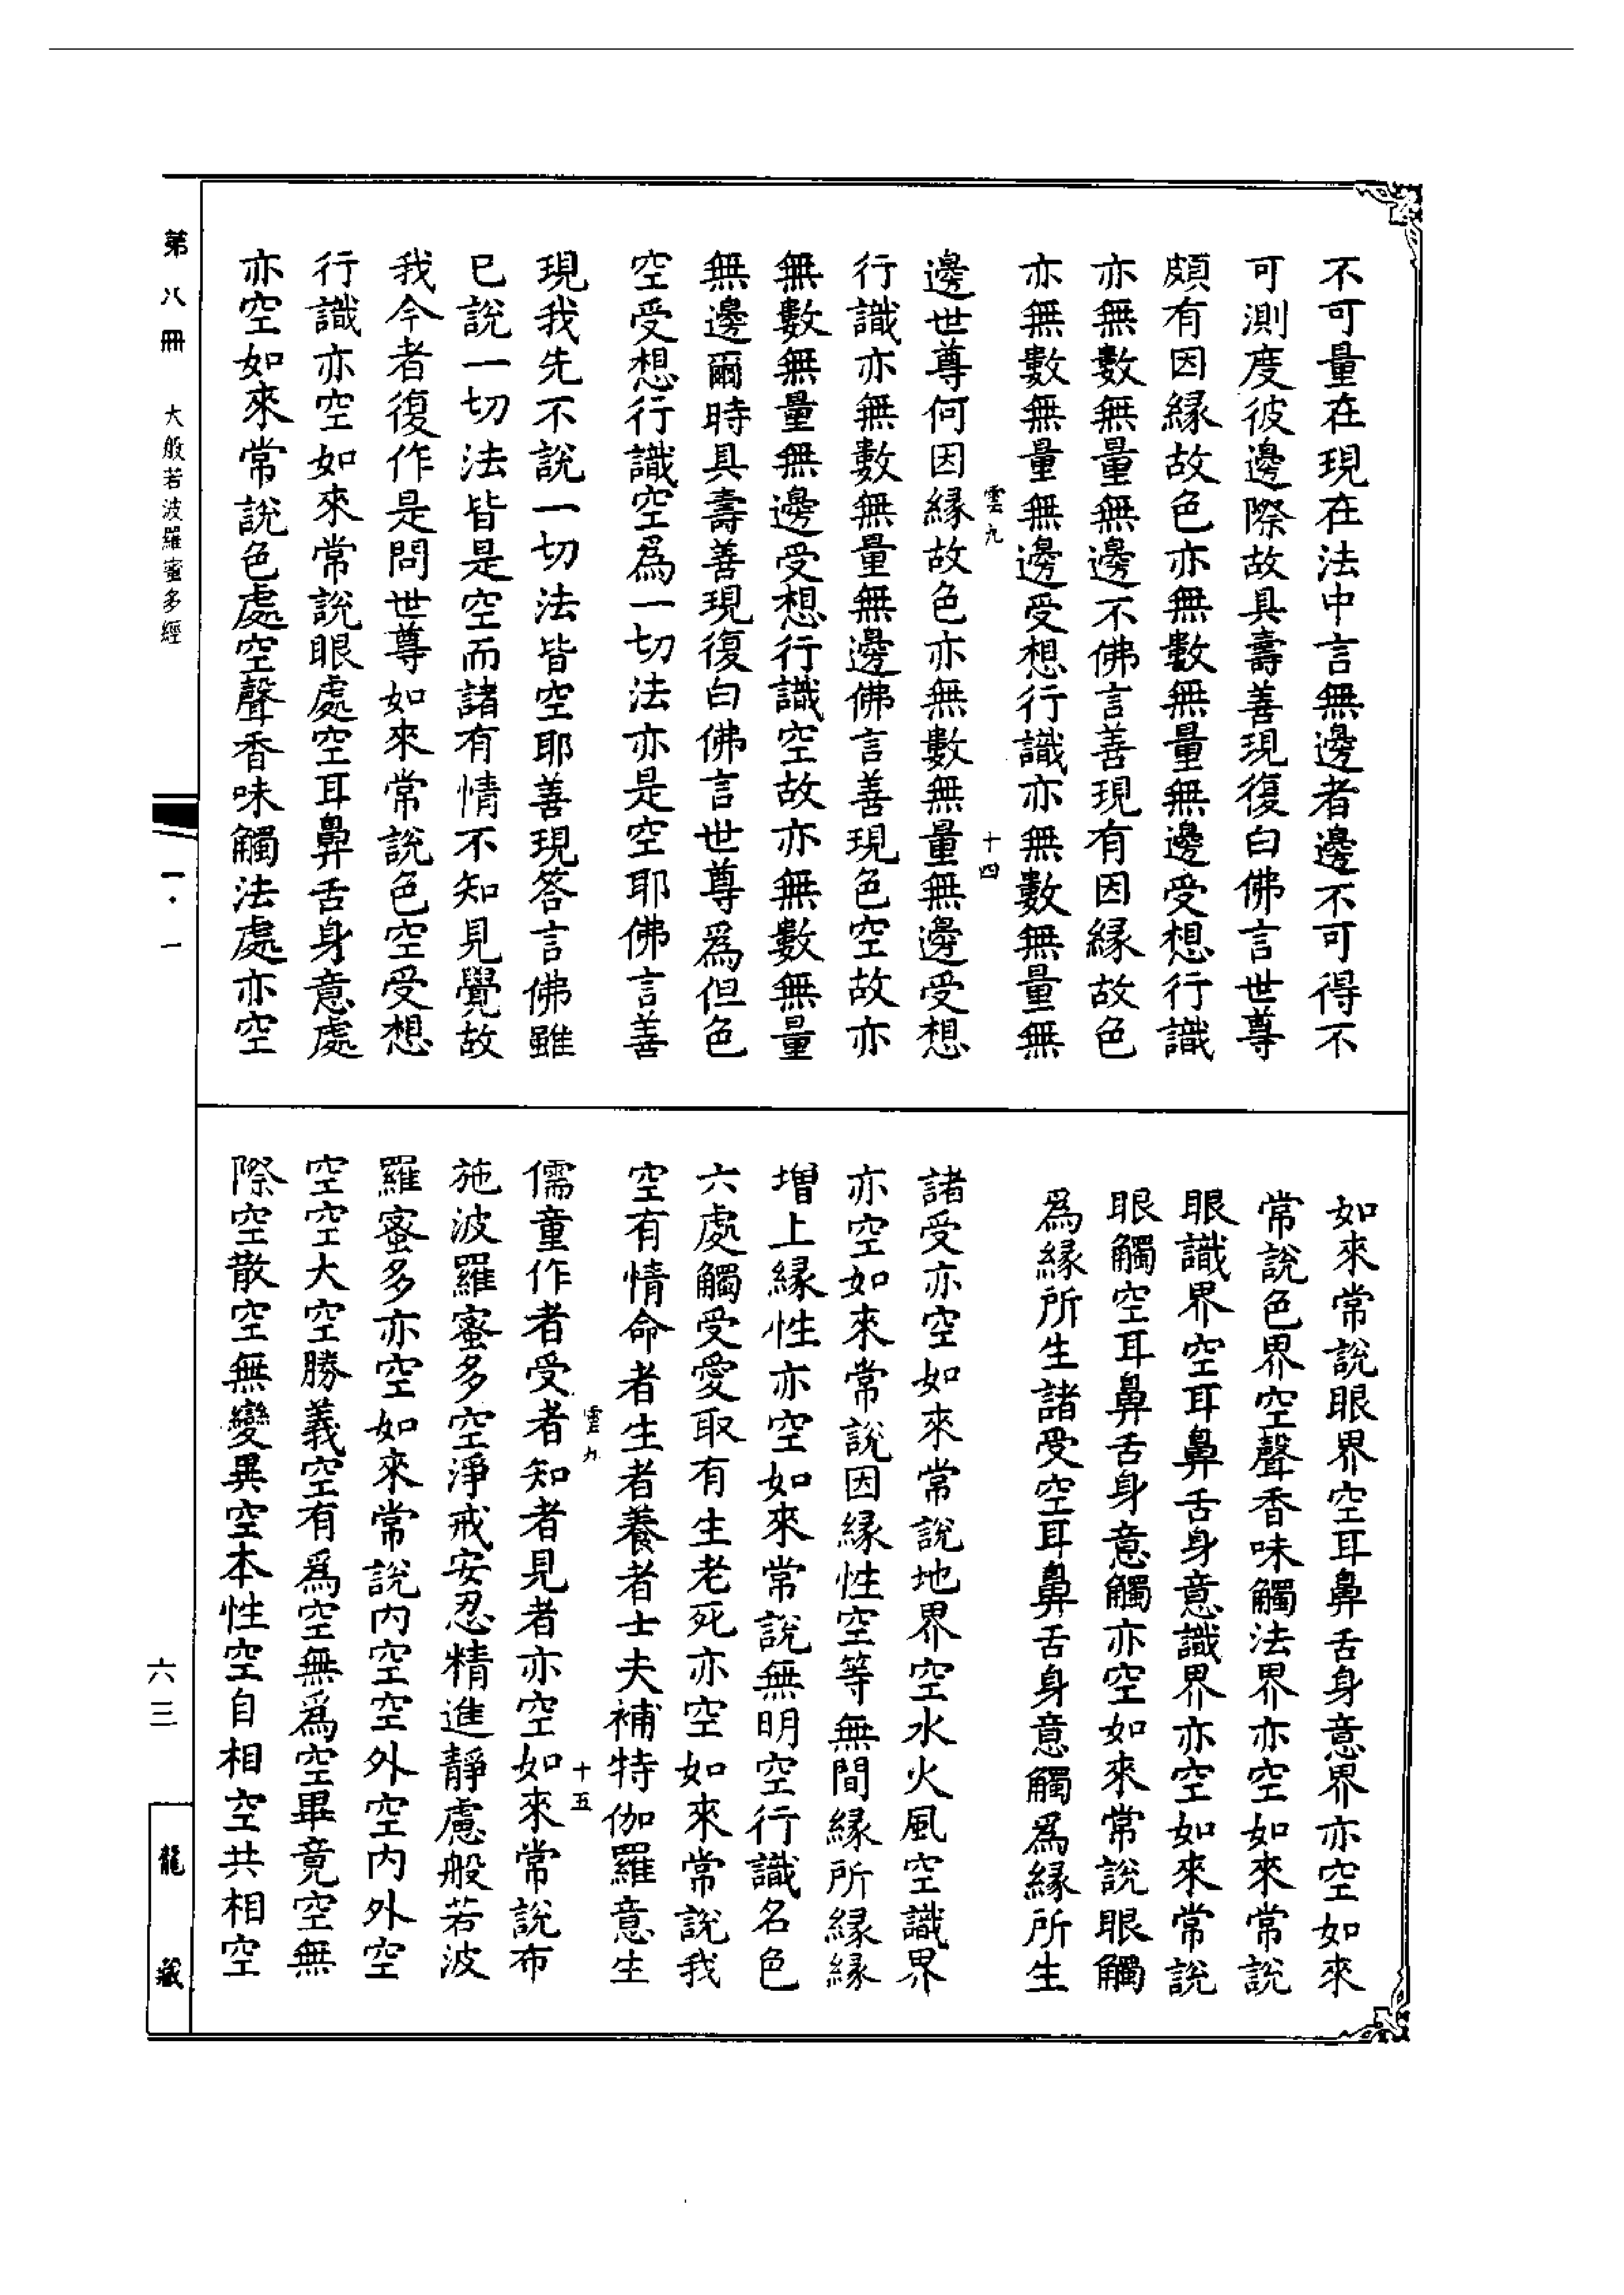 不可量在現在法中言無邊者邊不可得不
可測度彼邊際故具壽善現復白佛言世尊
頗有因緣故色亦無數無量無邊受想行識
亦無數無量無邊不佛言善現有因緣故色
亦無數無量無邊受想行識亦無數無量無
雲九
十四
邊世尊何因緣故色亦無數無量無邊受想
行識亦無數無量無邊佛言善現色空故亦
無數無量無邊受想行識空故亦無數無量
無邊爾時具壽善現復白佛言世尊為但色
空受想行識空為一切法亦是空耶佛言善
現我先不說一切法皆空耶善現答言佛雖
已說一切法皆是空而諸有情不知見覺故
我今者復作是問世尊如來常說色空受想
行識亦空如來常說眼處空耳鼻舌身意處
亦空如來常說色處空聲香味觸法處亦空
如來常說眼界空耳鼻舌身意界亦空如來
常說色界空聲香味觸法界亦空如來常說
眼識界空耳鼻舌身意識界亦空如來常說
眼觸空耳鼻舌身意觸亦空如來常說眼觸
為緣所生諸受空耳鼻舌身意觸為緣所生
諸受亦空如來常說地界空水火風空識界
亦空如來常說因緣性空等無間緣所緣緣
增上緣性亦空如來常說無明空行識名色
六處觸受愛取有生老死亦空如來常說我
空有情命者生者養者士夫補特伽羅意生
雲九
十五
儒童作者受者知者見者亦空如來常說布
施波羅蜜多空淨戒安忍精進靜慮般若波
羅蜜多亦空如來常說內空空外空內外空
空空大空勝義空有為空無為空畢竟空無
際空散空無變異空本性空自相空共相空
第八冊 大般若波羅蜜多經
一·一
六三
龍藏